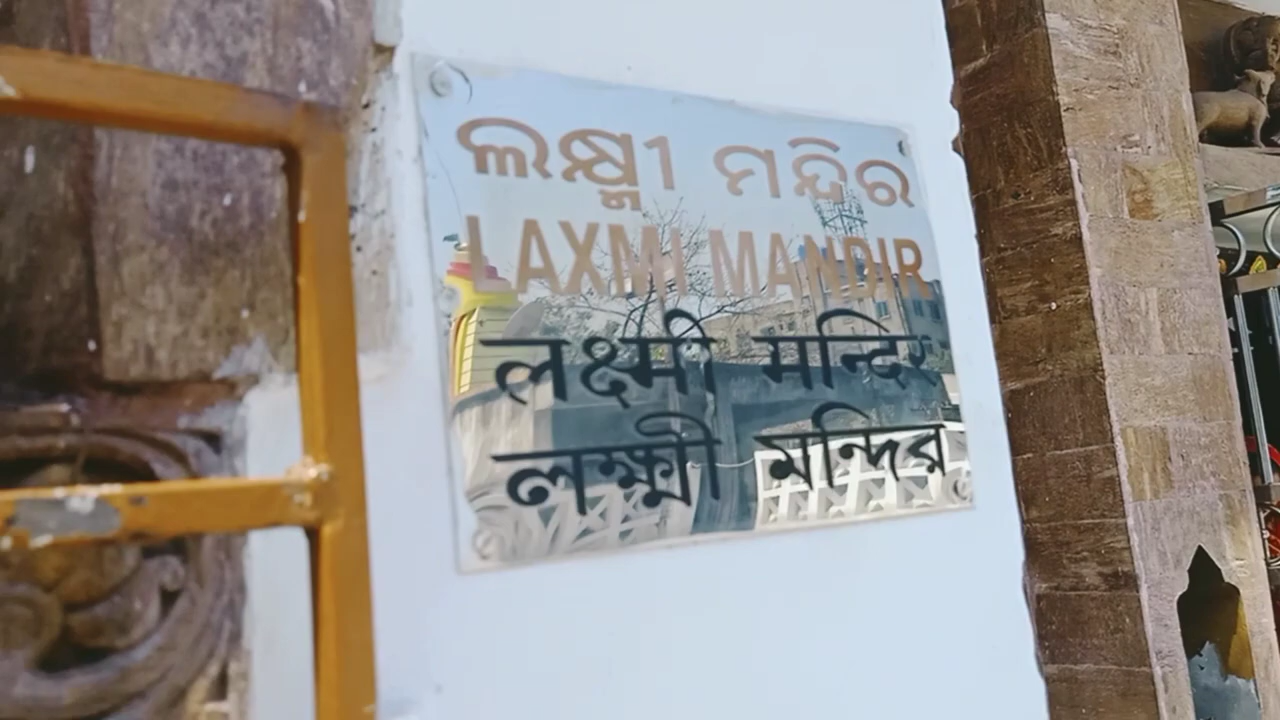 ଲକ୍ଷ୍ମୀ ମନ୍ଦିର
LAXMI MANDIR
लक्ष्मी मन्दिर
লক্ষ্মী মন্দির